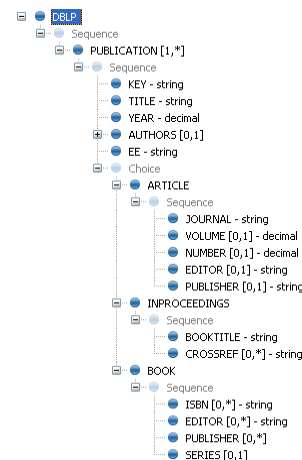 DBLP
Sequence
PUBLICATION [1,*]
Sequence
KEY - string
TITLE - string
YEAR - decimal
AUTHORS [0,1]
EE - string
Choice
ARTICLE
Sequence
JOURNAL - string
VOLUME [0,1] - decimal
NUMBER [0,1] - decimal
EDITOR [0,1] - string
PUBLISHER [0,1] - string
INPROCEEDINGS
Sequence
BOOKTITLE - string
CROSSREF [0,*] - string
BOOK
Sequence
ISBN [0,*] - string
EDITOR [0,*] - string
PUBLISHER [0,*]
SERIES [0,1]